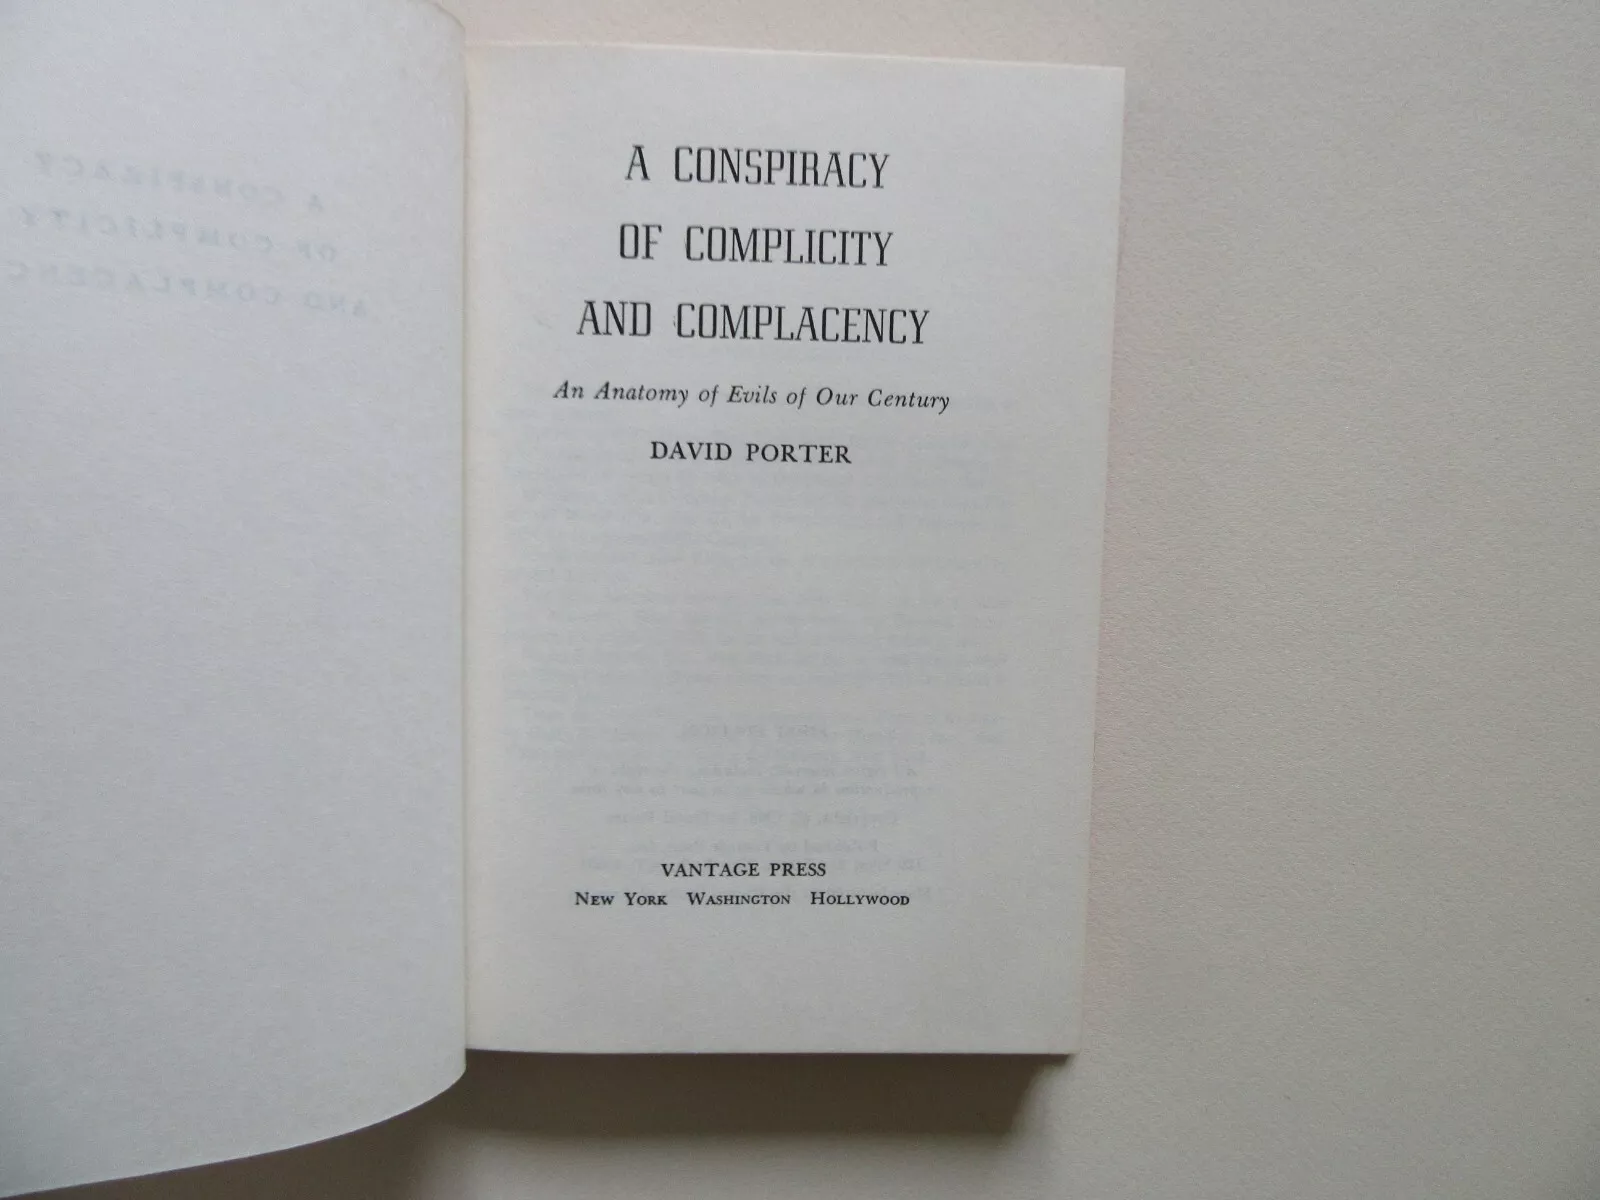 A CONSPIRACY
OF COMPLICITY
AND COMPLACENCY
An Anatomy of Evils of Our Century
DAVID PORTER
VANTAGE PRESS
NEW YORK WASHINGTON HOLLYWOOD